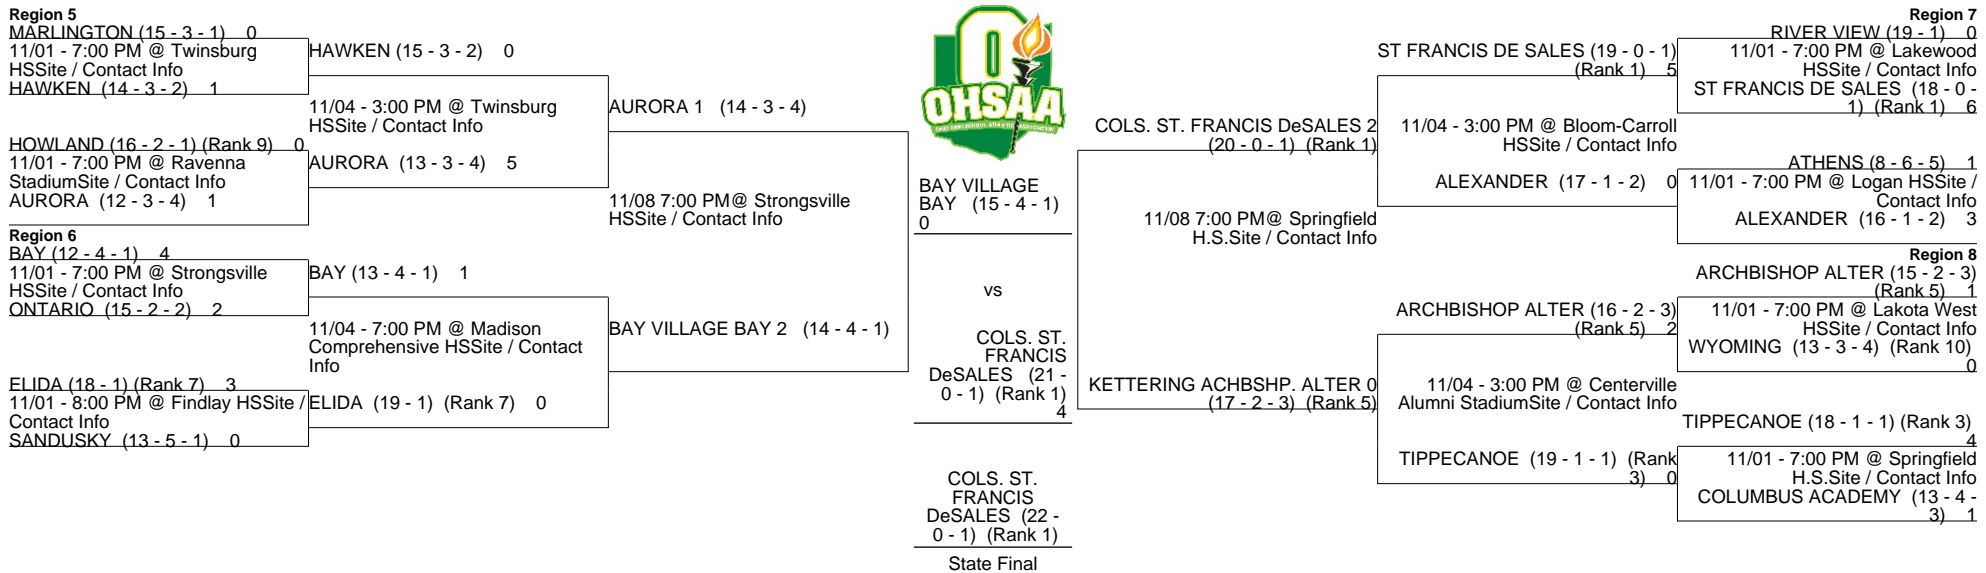 Region 5
MARLINGTON (15 - 3 - 1) 0
11/01 - 7:00 PM @ Twinsburg
HSSite / Contact Info
HAWKEN (14 - 3 - 2) 1
HOWLAND (16 - 2 - 1) (Rank 9) 0
11/01 - 7:00 PM @ Ravenna
StadiumSite / Contact Info
AURORA (12 - 3 - 4) 1
Region 6
BAY (12 - 4 - 1) 4
11/01 - 7:00 PM @ Strongsville
HSSite / Contact Info
ONTARIO (15 - 2 - 2) 2
ELIDA (18 - 1) (Rank 7) 3
11/01 - 8:00 PM @ Findlay HSSite /
Contact Info
SANDUSKY (13 - 5 - 1) 0
HAWKEN (15 - 3 - 2) 0
11/04 - 3:00 PM @ Twinsburg
HSSite / Contact Info
AURORA (13 - 3 - 4) 5
BAY (13 - 4 - 1) 1
11/04 - 7:00 PM @ Madison
Comprehensive HSSite / Contact
Info
ELIDA (19 - 1) (Rank 7) 0
AURORA 1 (14 - 3 - 4)
11/08 7:00 PM@ Strongsville
HSSite / Contact Info
BAY VILLAGE BAY 2 (14 - 4 - 1)
OHSAA
BAY VILLAGE
BAY (15 - 4 - 1)
0
vs
COLS. ST.
FRANCIS
DeSALES (21 -
0 - 1) (Rank 1)
4
COLS. ST.
FRANCIS
DeSALES (22 -
0 - 1) (Rank 1)
State Final
COLS. ST. FRANCIS DeSALES 2
(20 - 0 - 1) (Rank 1)
11/08 7:00 PM@ Springfield
H.S.Site / Contact Info
KETTERING ACHBSHP. ALTER 0
(17 - 2 - 3) (Rank 5)
ST FRANCIS DE SALES (19 - 0 - 1)
(Rank 1) 5
11/04 - 3:00 PM @ Bloom-Carroll
HSSite / Contact Info
ALEXANDER (17 - 1 - 2) 0
ARCHBISHOP ALTER (16 - 2 - 3)
(Rank 5) 2
11/04 - 3:00 PM @ Centerville
Alumni StadiumSite / Contact Info
TIPPECANOE (19 - 1 - 1) (Rank
3) 0
Region 7
RIVER VIEW (19 - 1) 0
11/01 - 7:00 PM @ Lakewood
HSSite / Contact Info
ST FRANCIS DE SALES (18 - 0 -
1) (Rank 1) 6
ATHENS (8 - 6 - 5) 1
11/01 - 7:00 PM @ Logan HSSite /
Contact Info
ALEXANDER (16 - 1 - 2) 3
Region 8
ARCHBISHOP ALTER (15 - 2 - 3)
(Rank 5) 1
11/01 - 7:00 PM @ Lakota West
HSSite / Contact Info
WYOMING (13 - 3 - 4) (Rank 10)
0
TIPPECANOE (18 - 1 - 1) (Rank 3)
4
11/01 - 7:00 PM @ Springfield
H.S.Site / Contact Info
COLUMBUS ACADEMY (13 - 4 -
3) 1